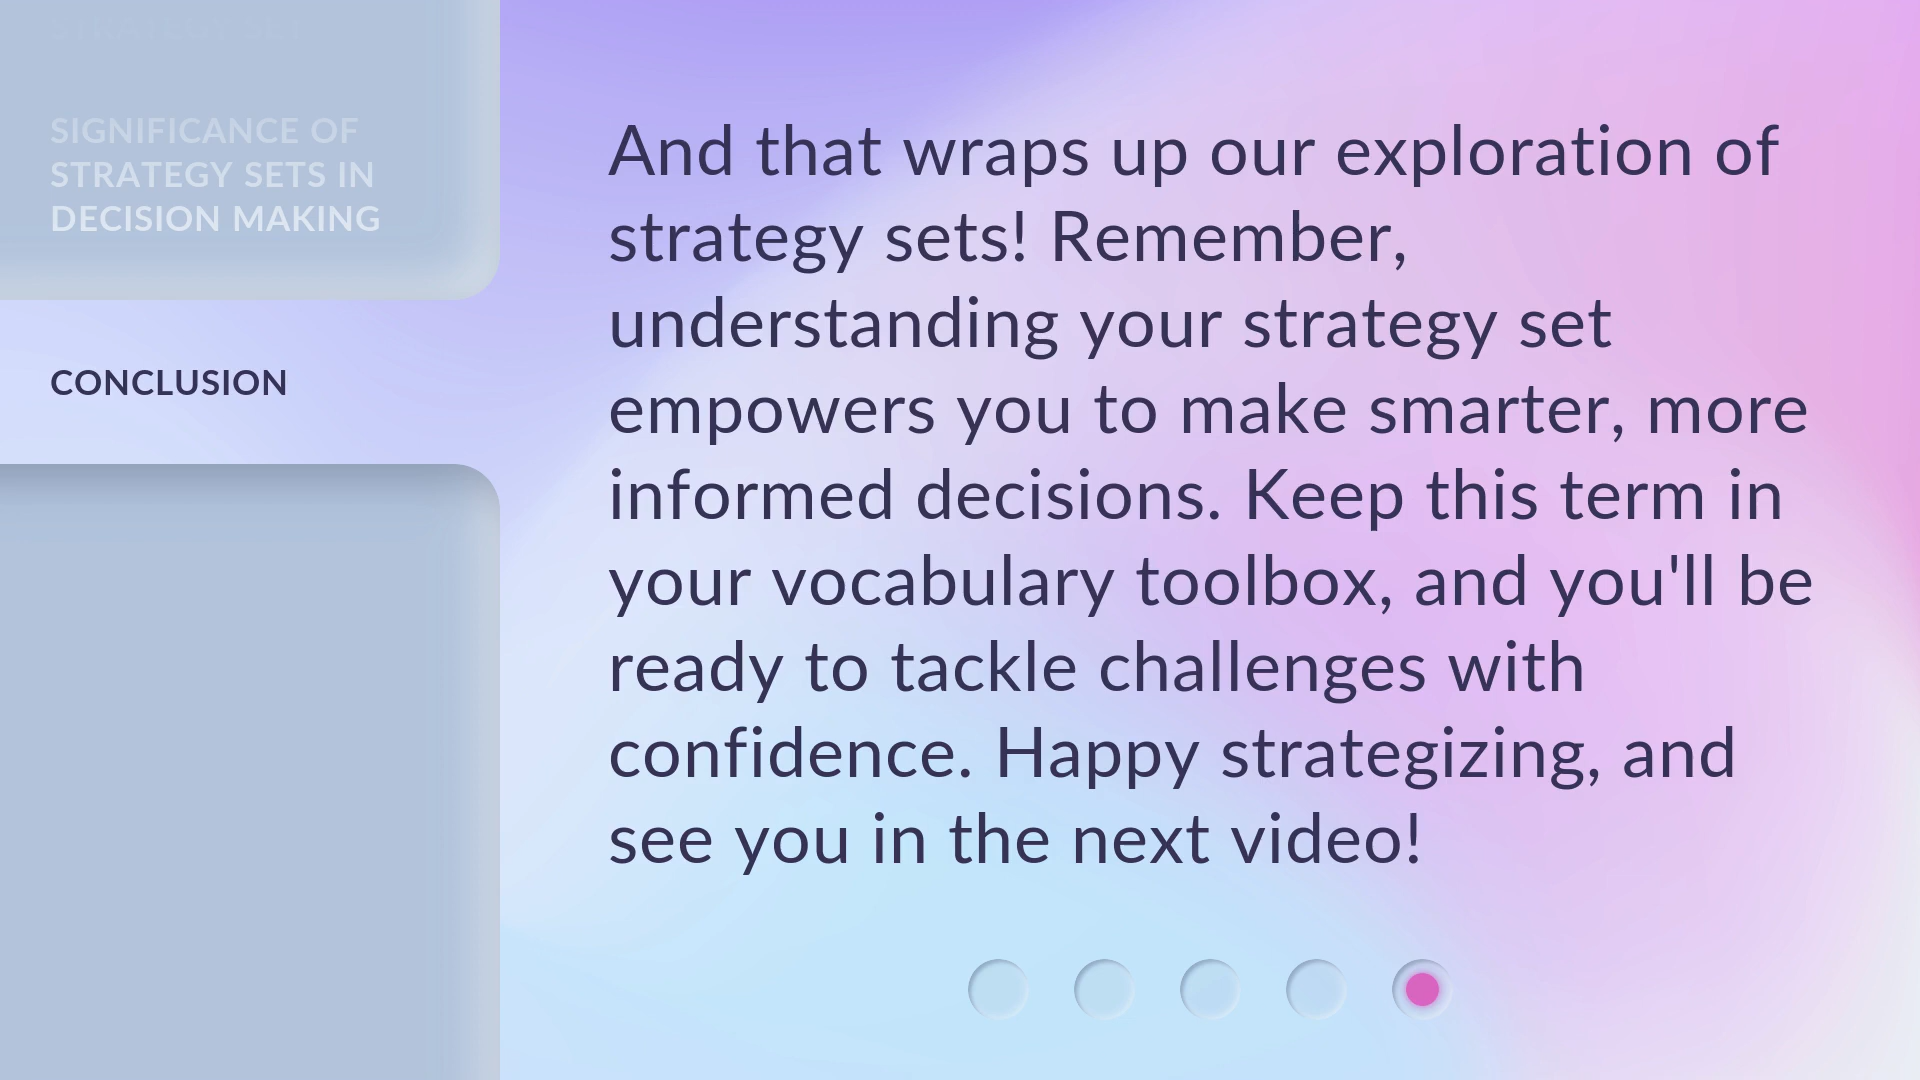 STRATEGY SET
SIGNIFICANCE OF
STRATEGY SETS IN
DECISION MAKING
CONCLUSION
And that wraps up our exploration of
strategy sets! Remember,
understanding your strategy set
empowers you to make smarter, more
informed decisions. Keep this term in
your vocabulary toolbox, and you'll be
ready to tackle challenges with
confidence. Happy strategizing, and
see you in the next video!